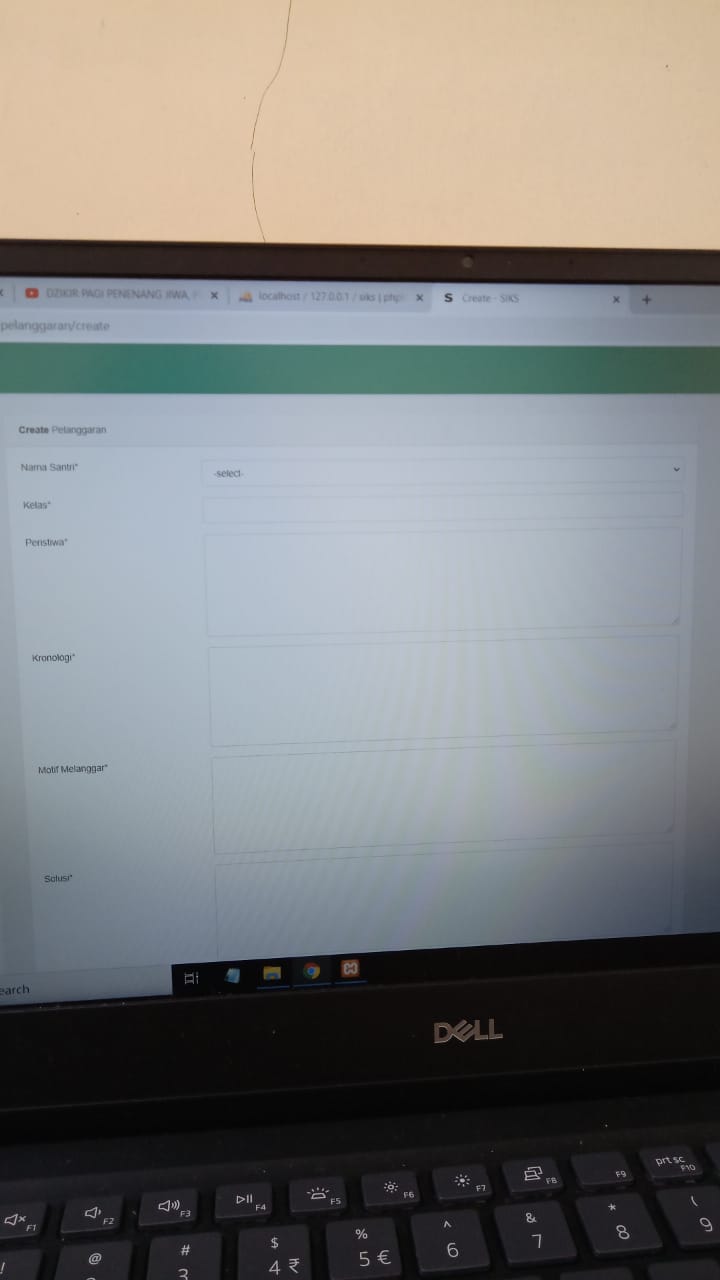 DZIKIR PAGI PENENANG JIWA,
localhost / 127.0.0.1 / siks | php
S Create - SIKS
pelanggaran/create
Create Pelanggaran
Nama Santri*
-select-
Kelas*
Peristiwa*
Kronologi*
Motif Melanggar*
Solusi*
earch
DELL
F1
F2
F3
F4
F5
F6
F7
F8
F9
prt sc
F10
!
@
#
3
$
4 ₹
%
5 €
^
6
&
7
*
8
(
9